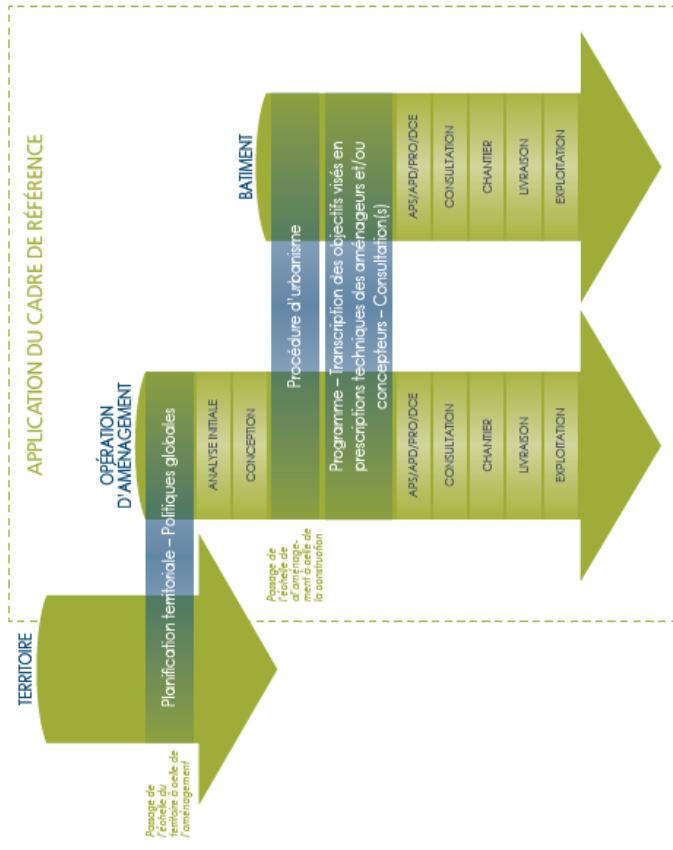 APPLICATION DU CADRE DE RÉFÉRENCE
TERRITOIRE
OPÉRATION
D'AMÉNAGEMENT
BATIMENT
Passage de
l'échelle du
territoire à celle de
l'aménagement
Planification territoriale – Politiques globales
ANALYSE INITIALE
CONCEPTION
Passage de
l'échelle de
al'aménage-
ment à celle de
la construction
Procédure d'urbanisme
Programme – Transcription des objectifs visés en
prescriptions techniques des aménageurs et/ou
concepteurs – Consultation(s)
APS/APD/PRO/DCE
CONSULTATION
CHANTIER
LIVRAISON
EXPLOITATION
APS/APD/PRO/DCE
CONSULTATION
CHANTIER
LIVRAISON
EXPLOITATION